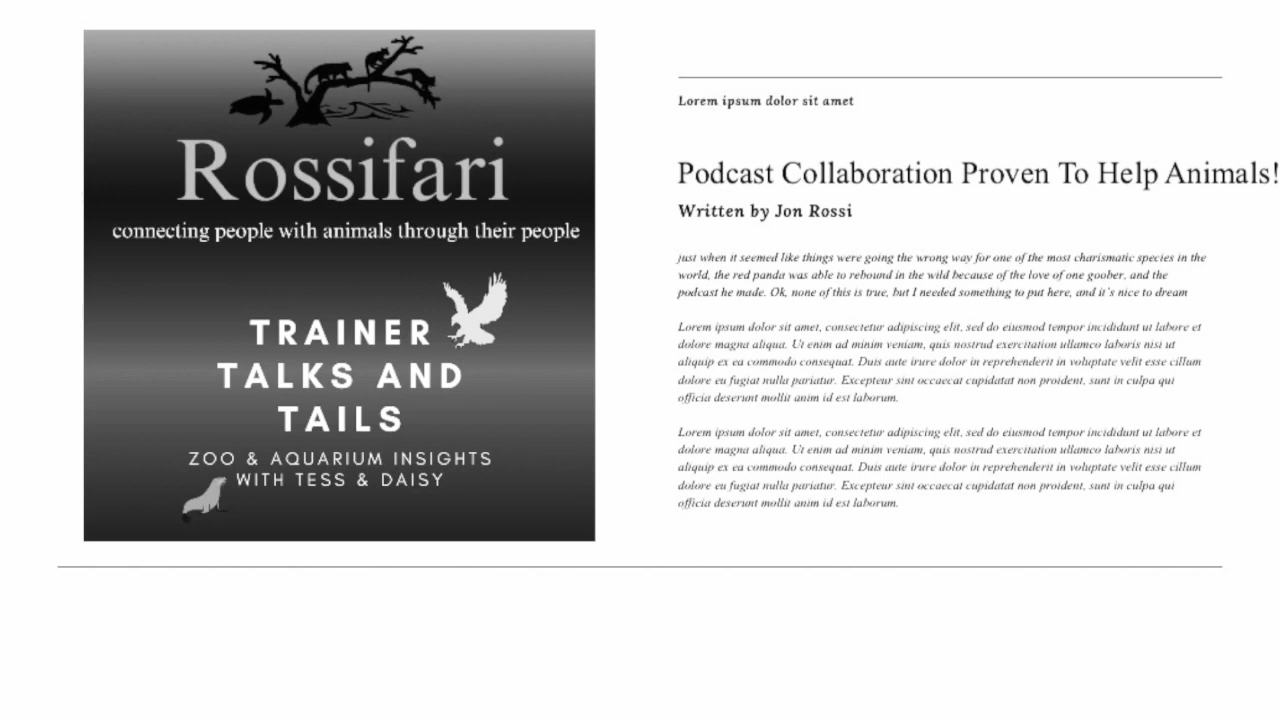 Rossifari
connecting people with animals through their people
TRAINER
TALKS AND
TAILS
ZOO & AQUARIUM INSIGHTS
WITH TESS & DAISY
Lorem ipsum dolor sit amet
Podcast Collaboration Proven To Help Animals!
Written by Jon Rossi
just when it seemed like things were going the wrong way for one of the most charismatic species in the
world, the red panda was able to rebound in the wild because of the love of one goober, and the
podcast he made. Ok, none of this is true, but I needed something to put here, and it's nice to dream
Lorem ipsum dolor sit amet, consectetur adipiscing elit, sed do eiusmod tempor incididunt ut labore et
dolore magna aliqua. Ut enim ad minim veniam, quis nostrud exercitation ullamco laboris nisi ut
aliquip ex ea commodo consequat. Duis aute irure dolor in reprehenderit in voluptate velit esse cillum
dolore eu fugiat nulla pariatur. Excepteur sint occaecat cupidatat non proident, sunt in culpa qui
officia deserunt mollit anim id est laborum.
Lorem ipsum dolor sit amet, consectetur adipiscing elit, sed do eiusmod tempor incididunt ut labore et
dolore magna aliqua. Ut enim ad minim veniam, quis nostrud exercitation ullamco laboris nisi ut
aliquip ex ea commodo consequat. Duis aute irure dolor in reprehenderit in voluptate velit esse cillum
dolore eu fugiat nulla pariatur. Excepteur sint occaecat cupidatat non proident, sunt in culpa qui
officia deserunt mollit anim id est laborum.